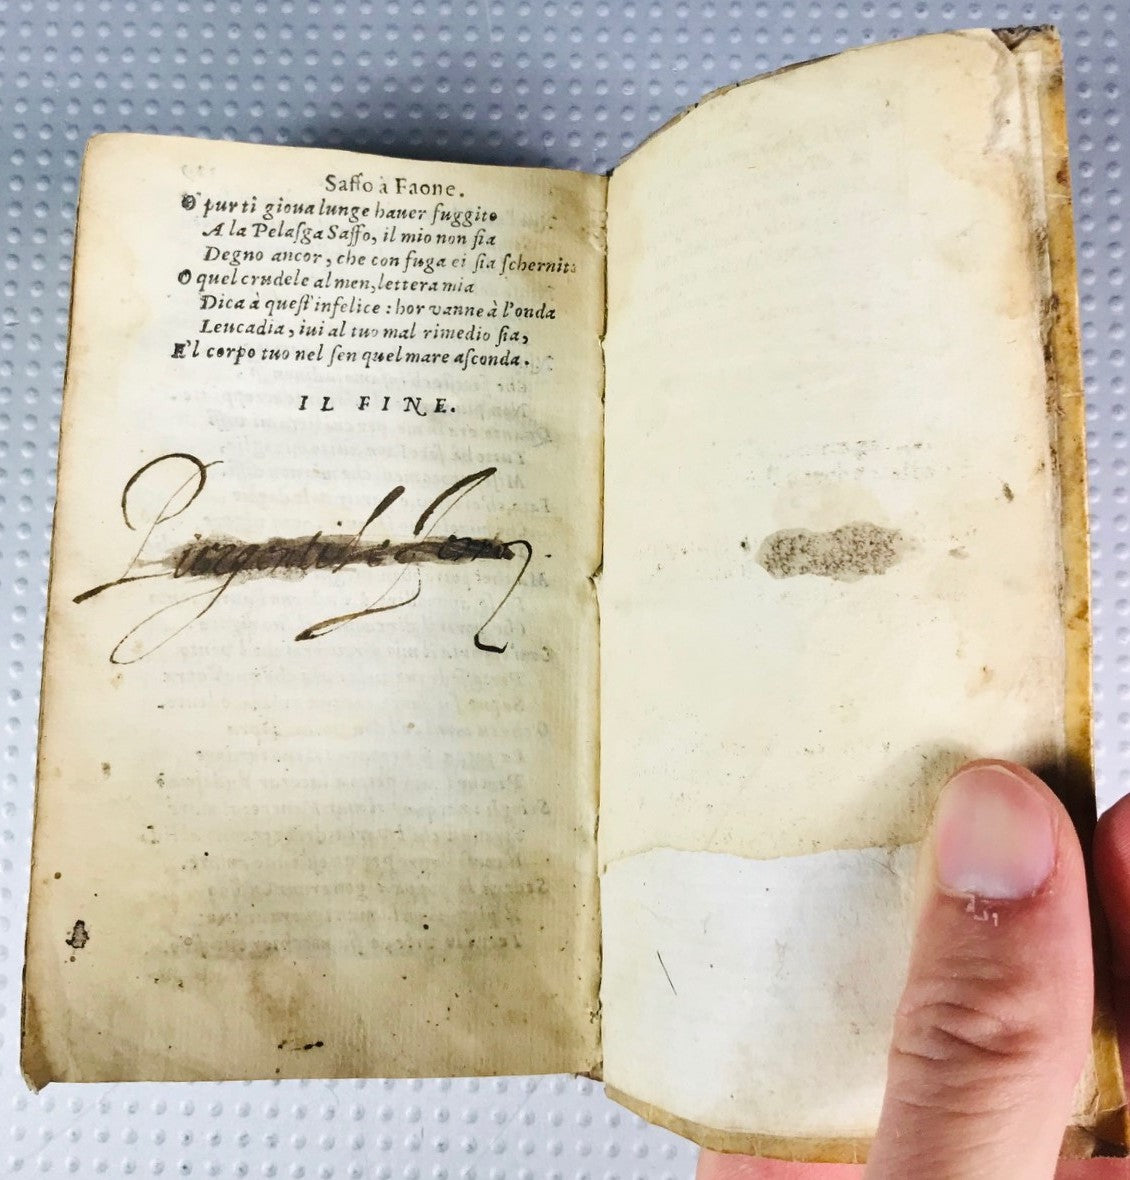 Saffo à Faone.
O' pur ti gioua lunge hauer fuggito
A la Pelaſga Saffo, il mio non ſia
Degno ancor, che con fuga ei ſia ſchernito
O quel crudele al men, lettera mia
Dica à queſt'infelice : hor vanne à l'onda
Leucadia, iui al tuo mal rimedio ſia,
E'l corpo tuo nel ſen quel mare aſconda.
IL FINE.
Piergentile